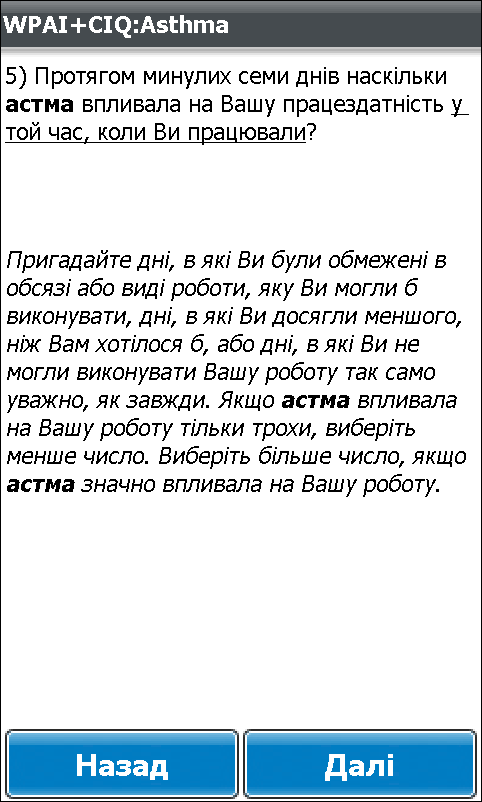 WPAI+CIQ:Asthma
5) Протягом минулих семи днів наскільки
астма впливала на Вашу працездатність у
той час, коли Ви працювали?
Пригадайте дні, в які Ви були обмежені в
обсязі або виді роботи, яку Ви могли б
виконувати, дні, в які Ви досягли меншого,
ніж Вам хотілося б, або дні, в які Ви не
могли виконувати Вашу роботу так само
уважно, як завжди. Якщо астма впливала
на Вашу роботу тільки трохи, виберіть
менше число. Виберіть більше число, якщо
астма значно впливала на Вашу роботу.
Назад
Далі